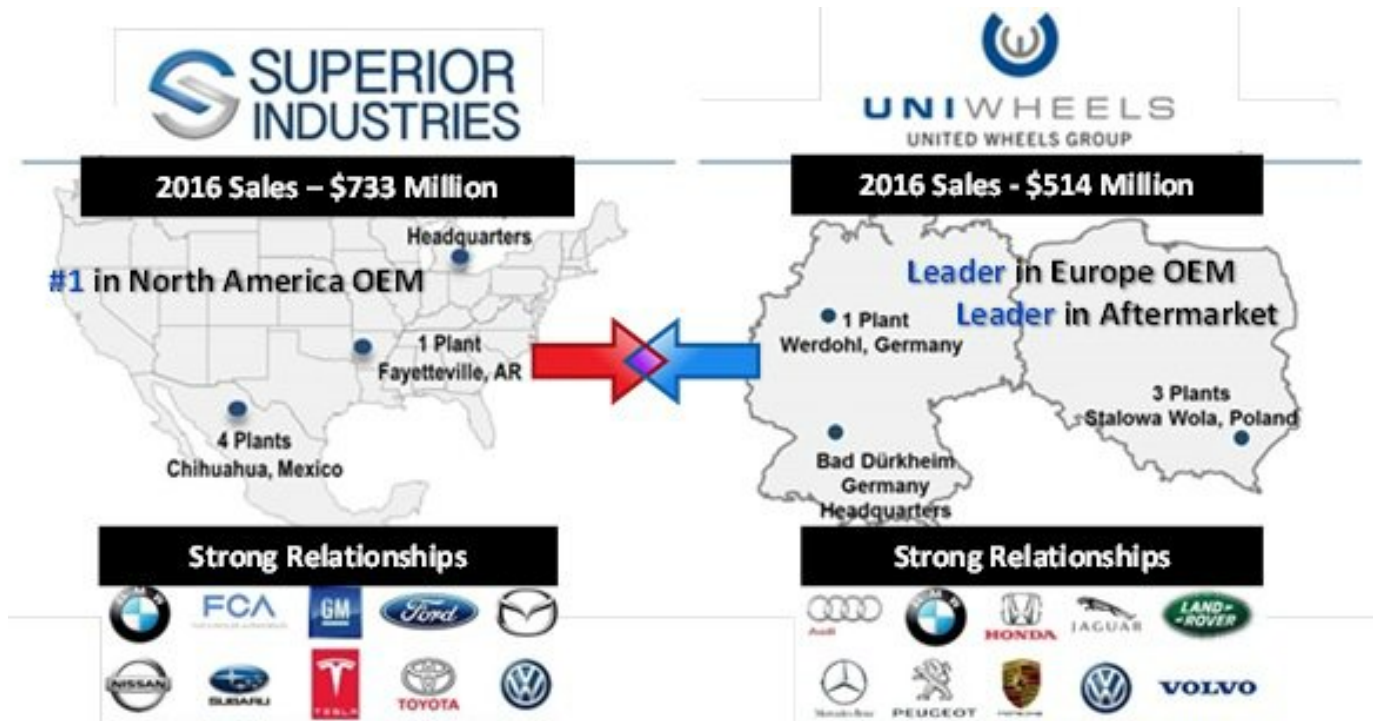 SUPERIOR
INDUSTRIES
2016 Sales – $733 Million
Headquarters
#1 in North America OEM
1 Plant
Fayetteville, AR
4 Plants
Chihuahua, Mexico
Strong Relationships
FCA
GM
Ford
NISSAN
SUBARU
TESLA
TOYOTA
UNIWHEELS
UNITED WHEELS GROUP
2016 Sales - $514 Million
Leader in Europe OEM
Leader in Aftermarket
1 Plant
Werdohl, Germany
3 Plants
Stalowa Wola, Poland
Bad Dürkheim
Germany
Headquarters
Strong Relationships
Audi
HONDA
JAGUAR
LAND-
-ROVER
Mercedes-Benz
PEUGEOT
VOLVO